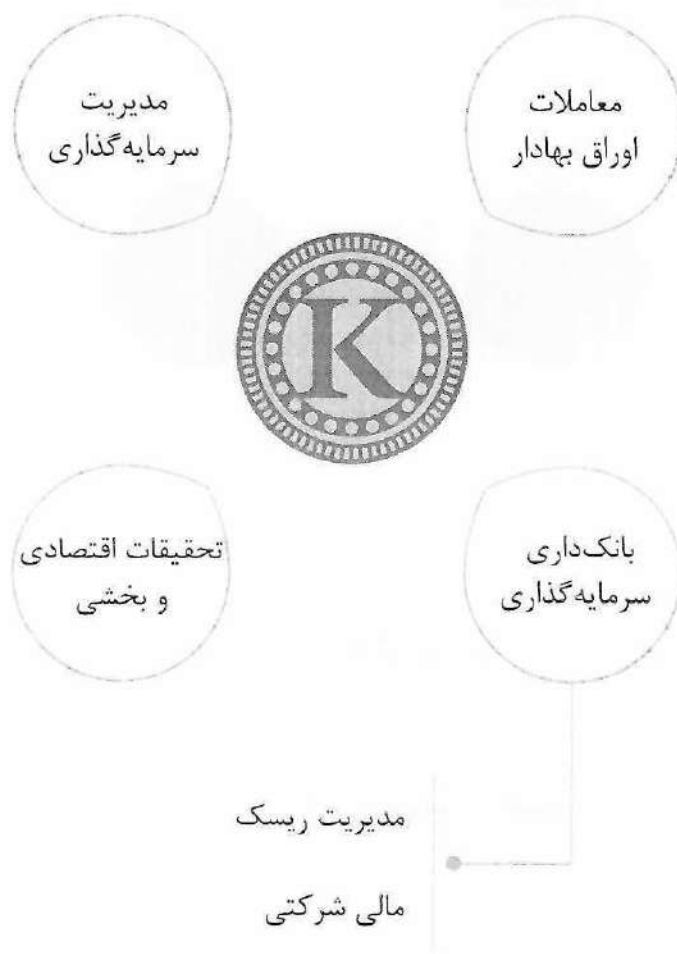 معاملات
اوراق بهادار
مدیریت
سرمایه‌گذاری
K
بانک‌داری
سرمایه‌گذاری
تحقیقات اقتصادی
و بخشی
مدیریت ریسک
مالی شرکتی